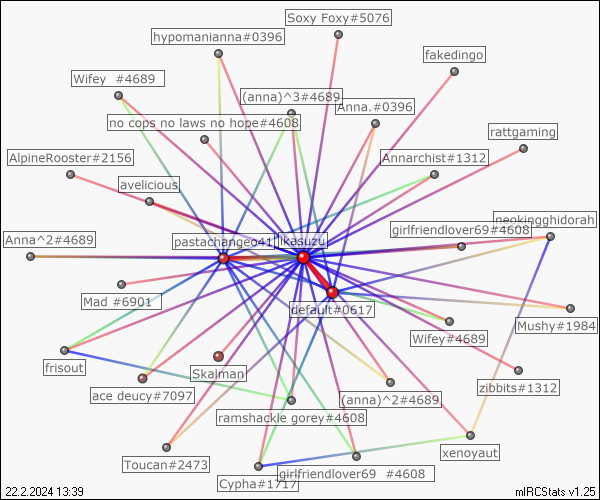 Soxy Foxy#5076
hypomanianna#0396
fakedingo
Wifey  #4689
(anna)^3#4689
Anna.#0396
no cops no laws no hope#4608
rattgaming
AlpineRooster#2156
Annarchist#1312
avelicious
neokingghidorah
girlfriendlover69#4608
Anna^2#4689
pastachangeo41
likasuzu
Mad #6901
default#0617
Mushy#1984
Wifey#4689
frisout
Skalman
zibbits#1312
ace deucy#7097
(anna)^2#4689
ramshackle gorey#4608
xenoyaut
Toucan#2473
girlfriendlover69  #4608
Cypha#1717
22.2.2024 13:39
mIRCStats v1.25